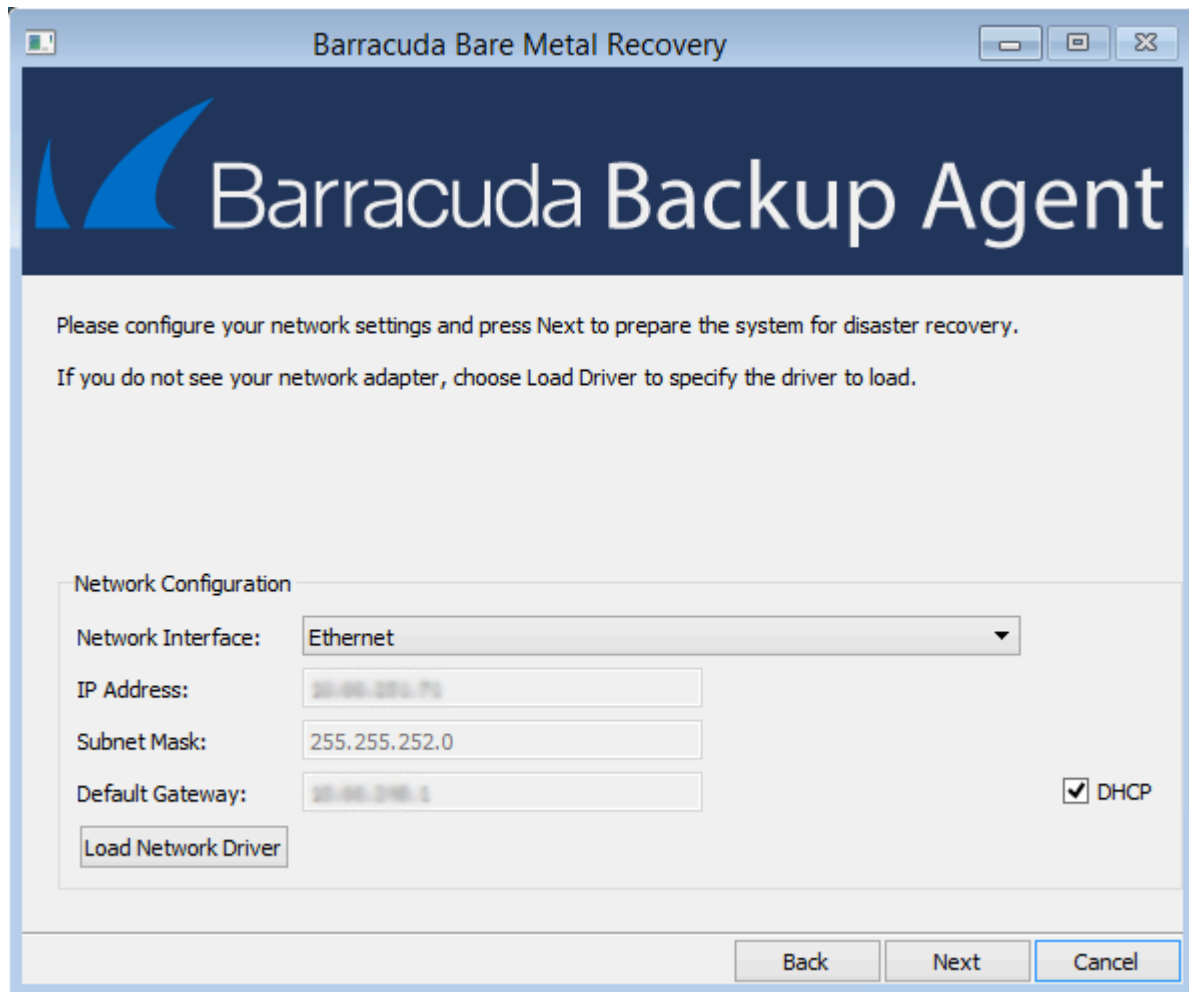 Barracuda Bare Metal Recovery
Barracuda Backup Agent
Please configure your network settings and press Next to prepare the system for disaster recovery.
If you do not see your network adapter, choose Load Driver to specify the driver to load.
Network Configuration
Network Interface: Ethernet
IP Address:
Subnet Mask: 255.255.252.0
Default Gateway:
DHCP
Load Network Driver
Back Next Cancel